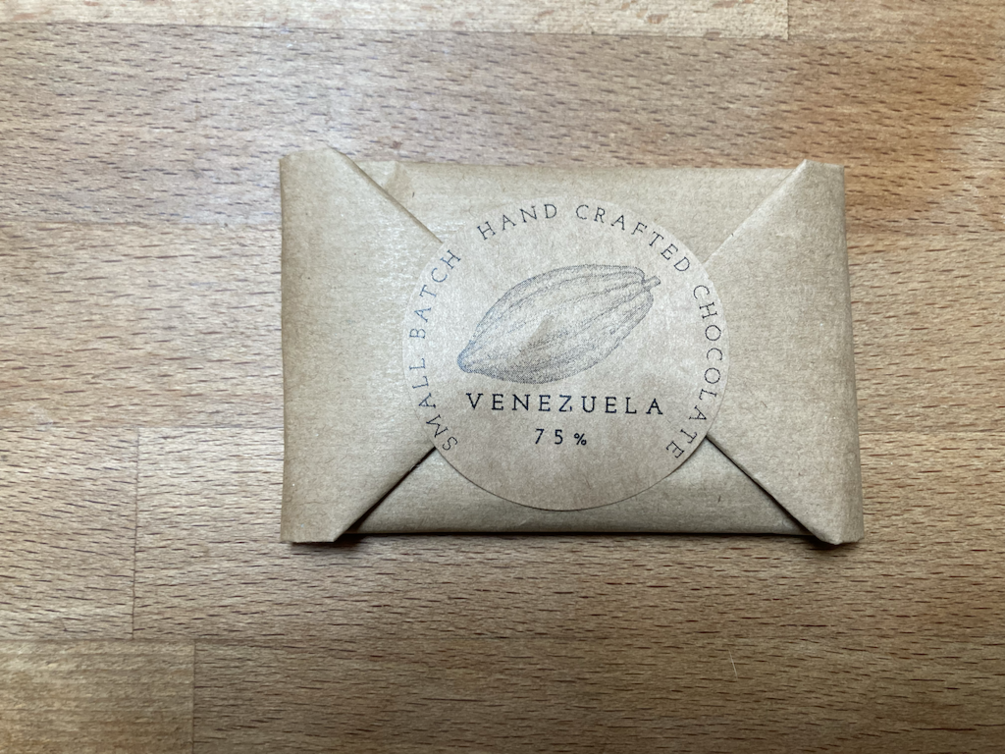 SMALL BATCH HAND CRAFTED CHOCOLATE
VENEZUELA
75%